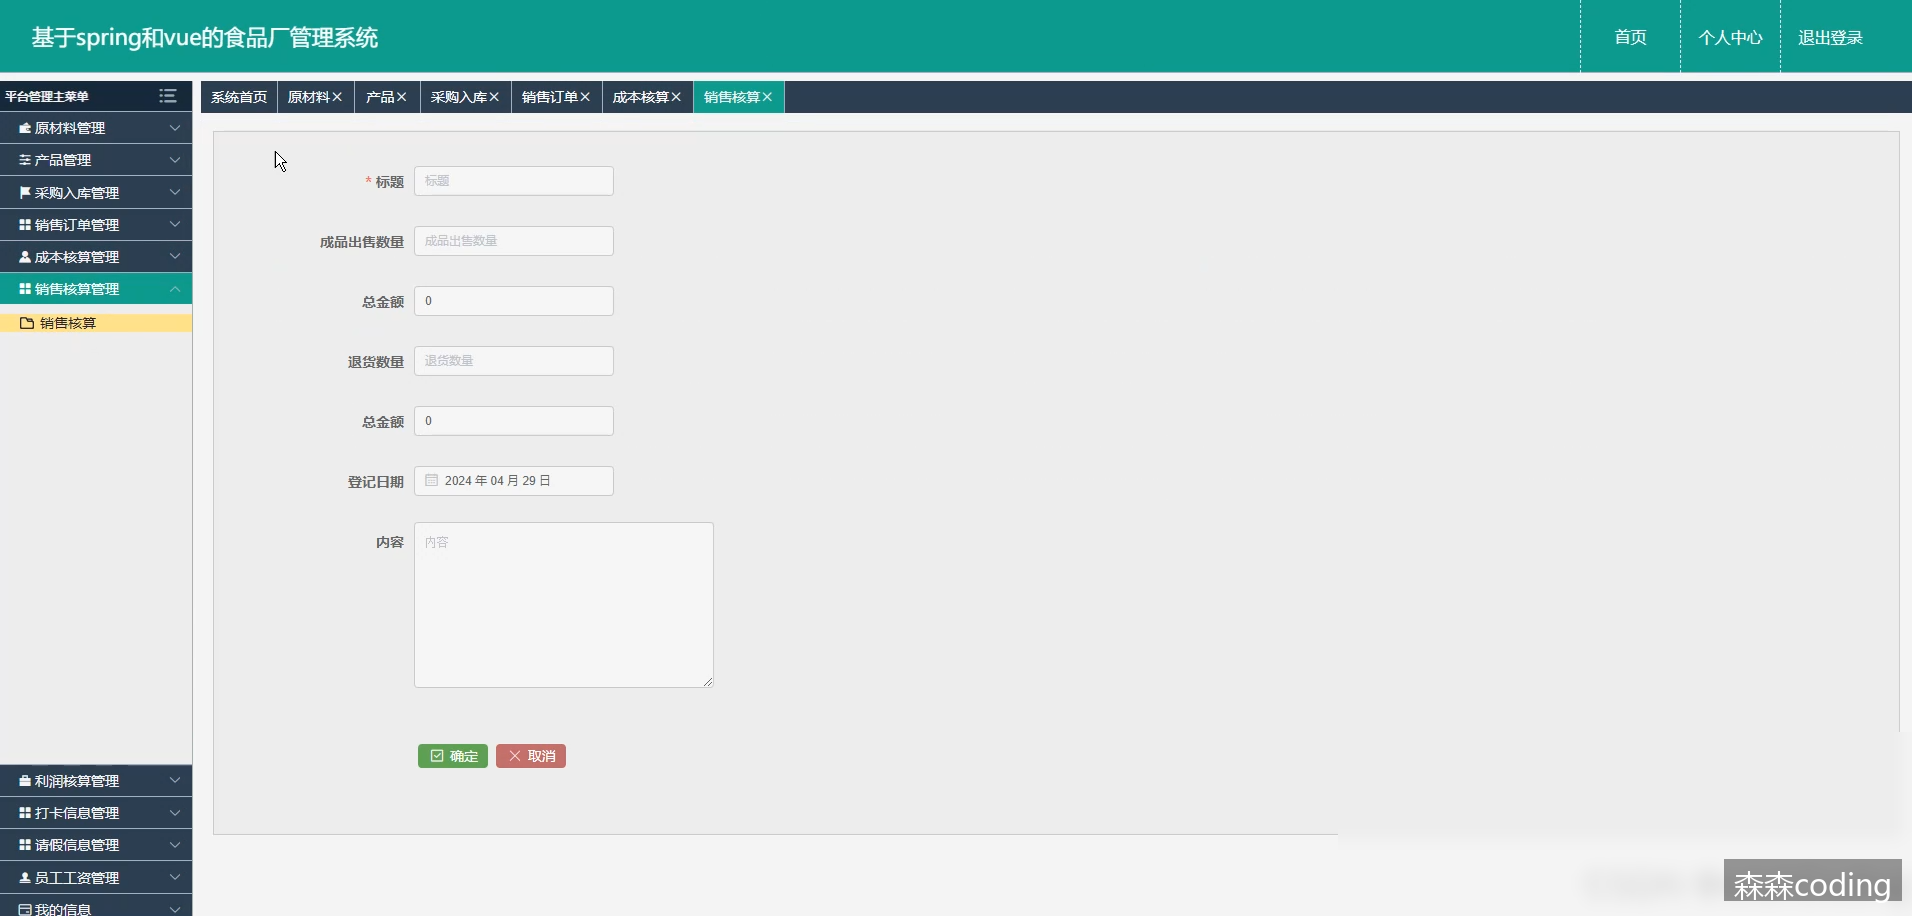 基于spring和vue的食品厂管理系统
首页
个人中心
退出登录
平台管理主菜单
系统首页
原材料
产品
采购入库
销售订单
成本核算
销售核算
原材料管理
产品管理
采购入库管理
销售订单管理
成本核算管理
销售核算管理
销售核算
利润核算管理
打卡信息管理
请假信息管理
员工工资管理
我的信息
* 标题 标题
成品出售数量 成品出售数量
总金额 0
退货数量 退货数量
总金额 0
登记日期 2024 年 04 月 29 日
内容 内容
确定 取消
森森coding